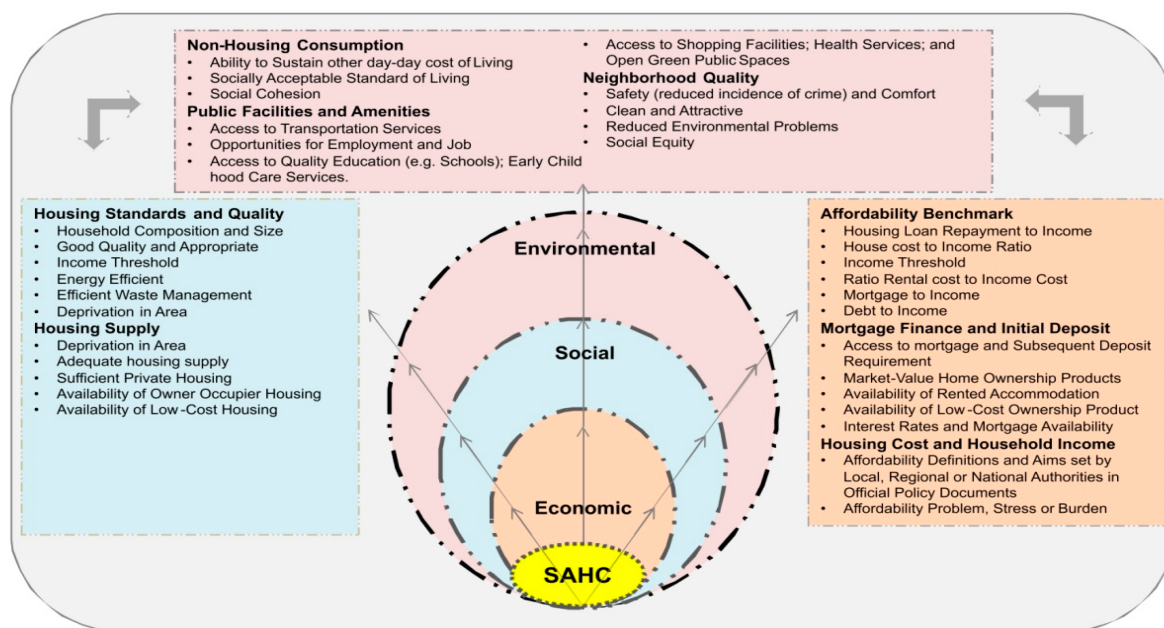 Non-Housing Consumption
• Ability to Sustain other day-day cost of Living
• Socially Acceptable Standard of Living
• Social Cohesion
Public Facilities and Amenities
• Access to Transportation Services
• Opportunities for Employment and Job
• Access to Quality Education (e.g. Schools); Early Child
hood Care Services.
• Access to Shopping Facilities; Health Services; and
Open Green Public Spaces
Neighborhood Quality
• Safety (reduced incidence of crime) and Comfort
• Clean and Attractive
• Reduced Environmental Problems
• Social Equity
Housing Standards and Quality
• Household Composition and Size
• Good Quality and Appropriate
• Income Threshold
• Energy Efficient
• Efficient Waste Management
• Deprivation in Area
Housing Supply
• Deprivation in Area
• Adequate housing supply
• Sufficient Private Housing
• Availability of Owner Occupier Housing
• Availability of Low-Cost Housing
Environmental
Social
Economic
SAHC
Affordability Benchmark
• Housing Loan Repayment to Income
• House cost to Income Ratio
• Income Threshold
• Ratio Rental cost to Income Cost
• Mortgage to Income
• Debt to Income
Mortgage Finance and Initial Deposit
• Access to mortgage and Subsequent Deposit
Requirement
• Market-Value Home Ownership Products
• Availability of Rented Accommodation
• Availability of Low-Cost Ownership Product
• Interest Rates and Mortgage Availability
Housing Cost and Household Income
• Affordability Definitions and Aims set by
Local, Regional or National Authorities in
Official Policy Documents
• Affordability Problem, Stress or Burden